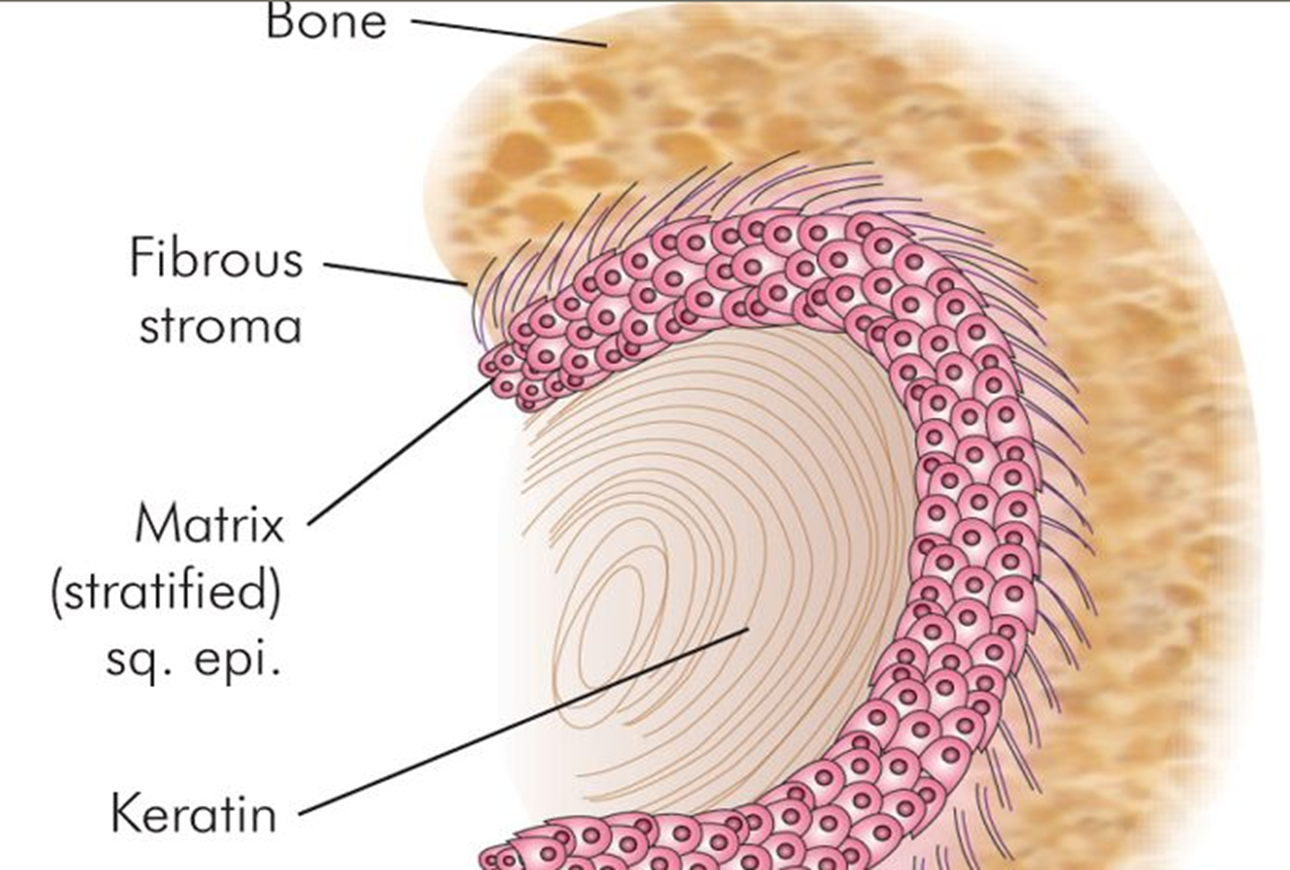 Bone
Fibrous
stroma
Matrix
(stratified)
sq. epi.
Keratin